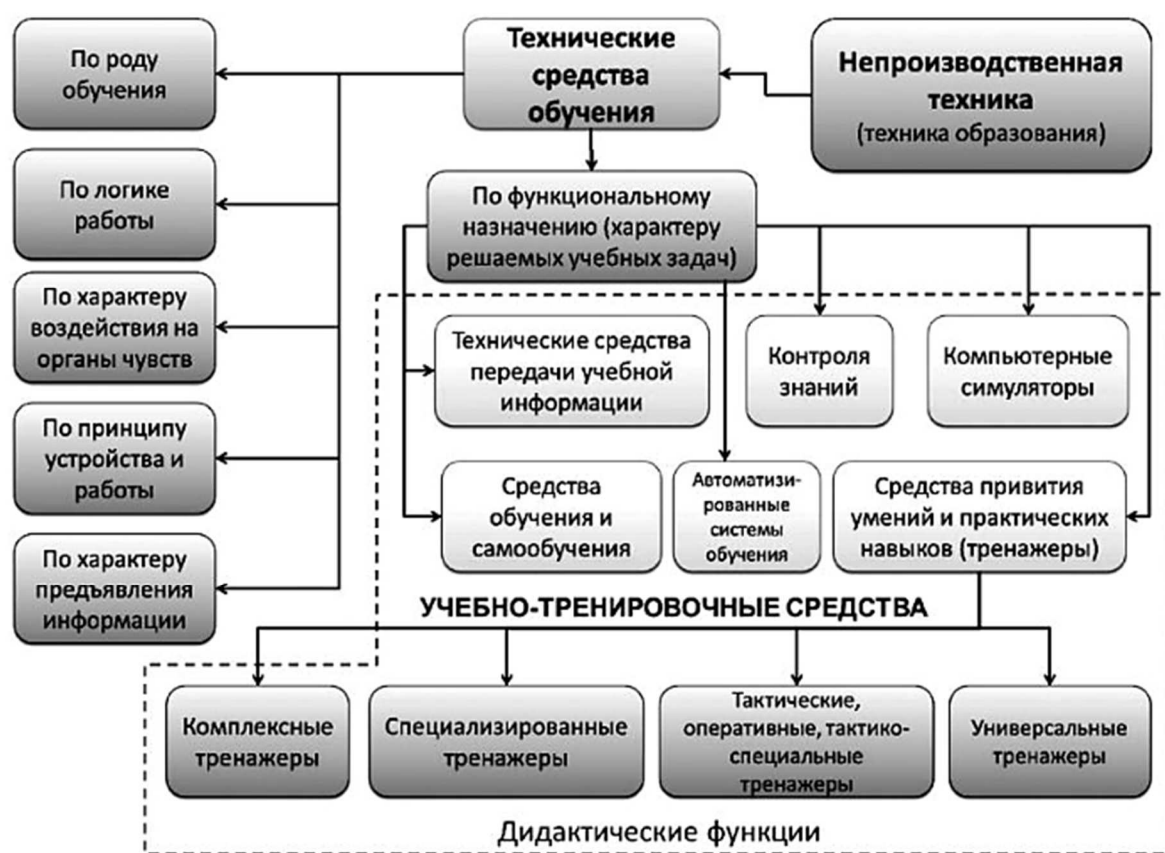 По роду
обучения
Технические
средства
обучения
Непроизводственная
техника
(техника образования)
По логике
работы
По функциональному
назначению (характеру
решаемых учебных задач)
По характеру
воздействия на
органы чувств
Технические средства
передачи учебной
информации
Контроля
знаний
Компьютерные
симуляторы
По принципу
устройства и
работы
Средства
обучения и
самообучения
Автоматизи-
рованные
системы
обучения
Средства привития
умений и практических
навыков (тренажеры)
По характеру
предъявления
информации
УЧЕБНО-ТРЕНИРОВОЧНЫЕ СРЕДСТВА
Комплексные
тренажеры
Специализированные
тренажеры
Тактические,
оперативные, тактико-
специальные
тренажеры
Универсальные
тренажеры
Дидактические функции